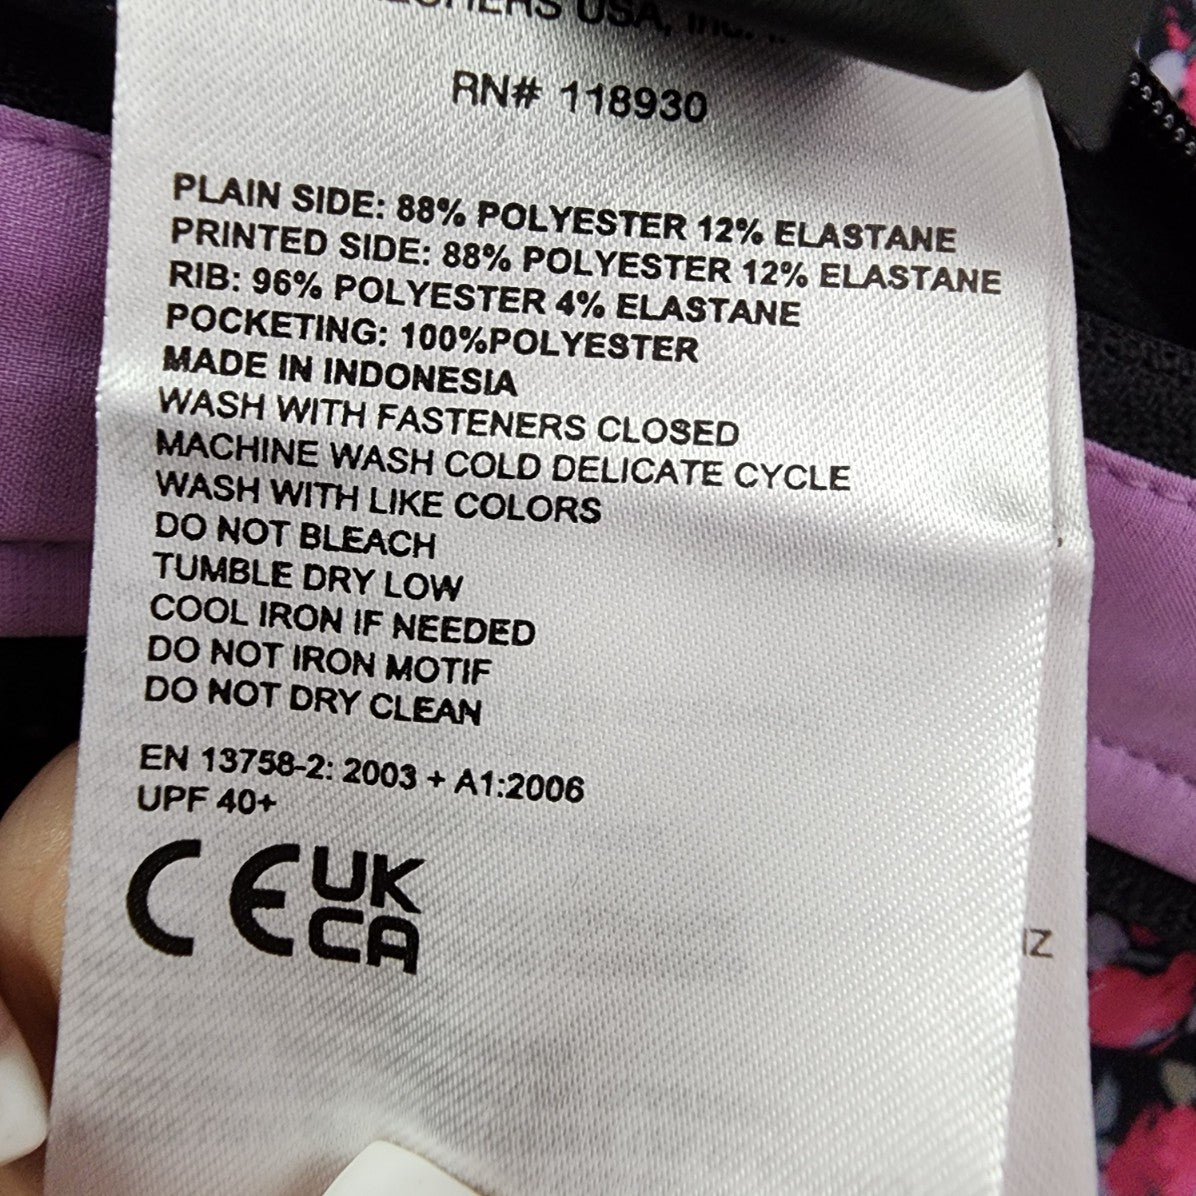 USA,
RN# 118930
PLAIN SIDE: 88% POLYESTER 12% ELASTANE
PRINTED SIDE: 88% POLYESTER 12% ELASTANE
RIB: 96% POLYESTER 4% ELASTANE
POCKETING: 100%POLYESTER
MADE IN INDONESIA
WASH WITH FASTENERS CLOSED
MACHINE WASH COLD DELICATE CYCLE
WASH WITH LIKE COLORS
DO NOT BLEACH
TUMBLE DRY LOW
COOL IRON IF NEEDED
DO NOT IRON MOTIF
DO NOT DRY CLEAN
EN 13758-2: 2003 + A1:2006
UPF 40+
CE UK
CA